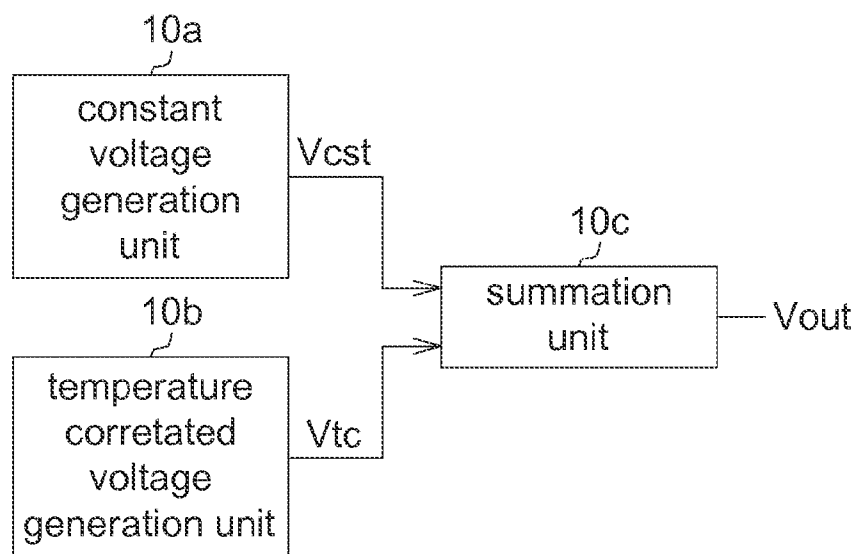 10a
constant
voltage
generation
unit
Vcst
10c
summation
unit
Vout
10b
temperature
corretated
voltage
generation unit
Vtc